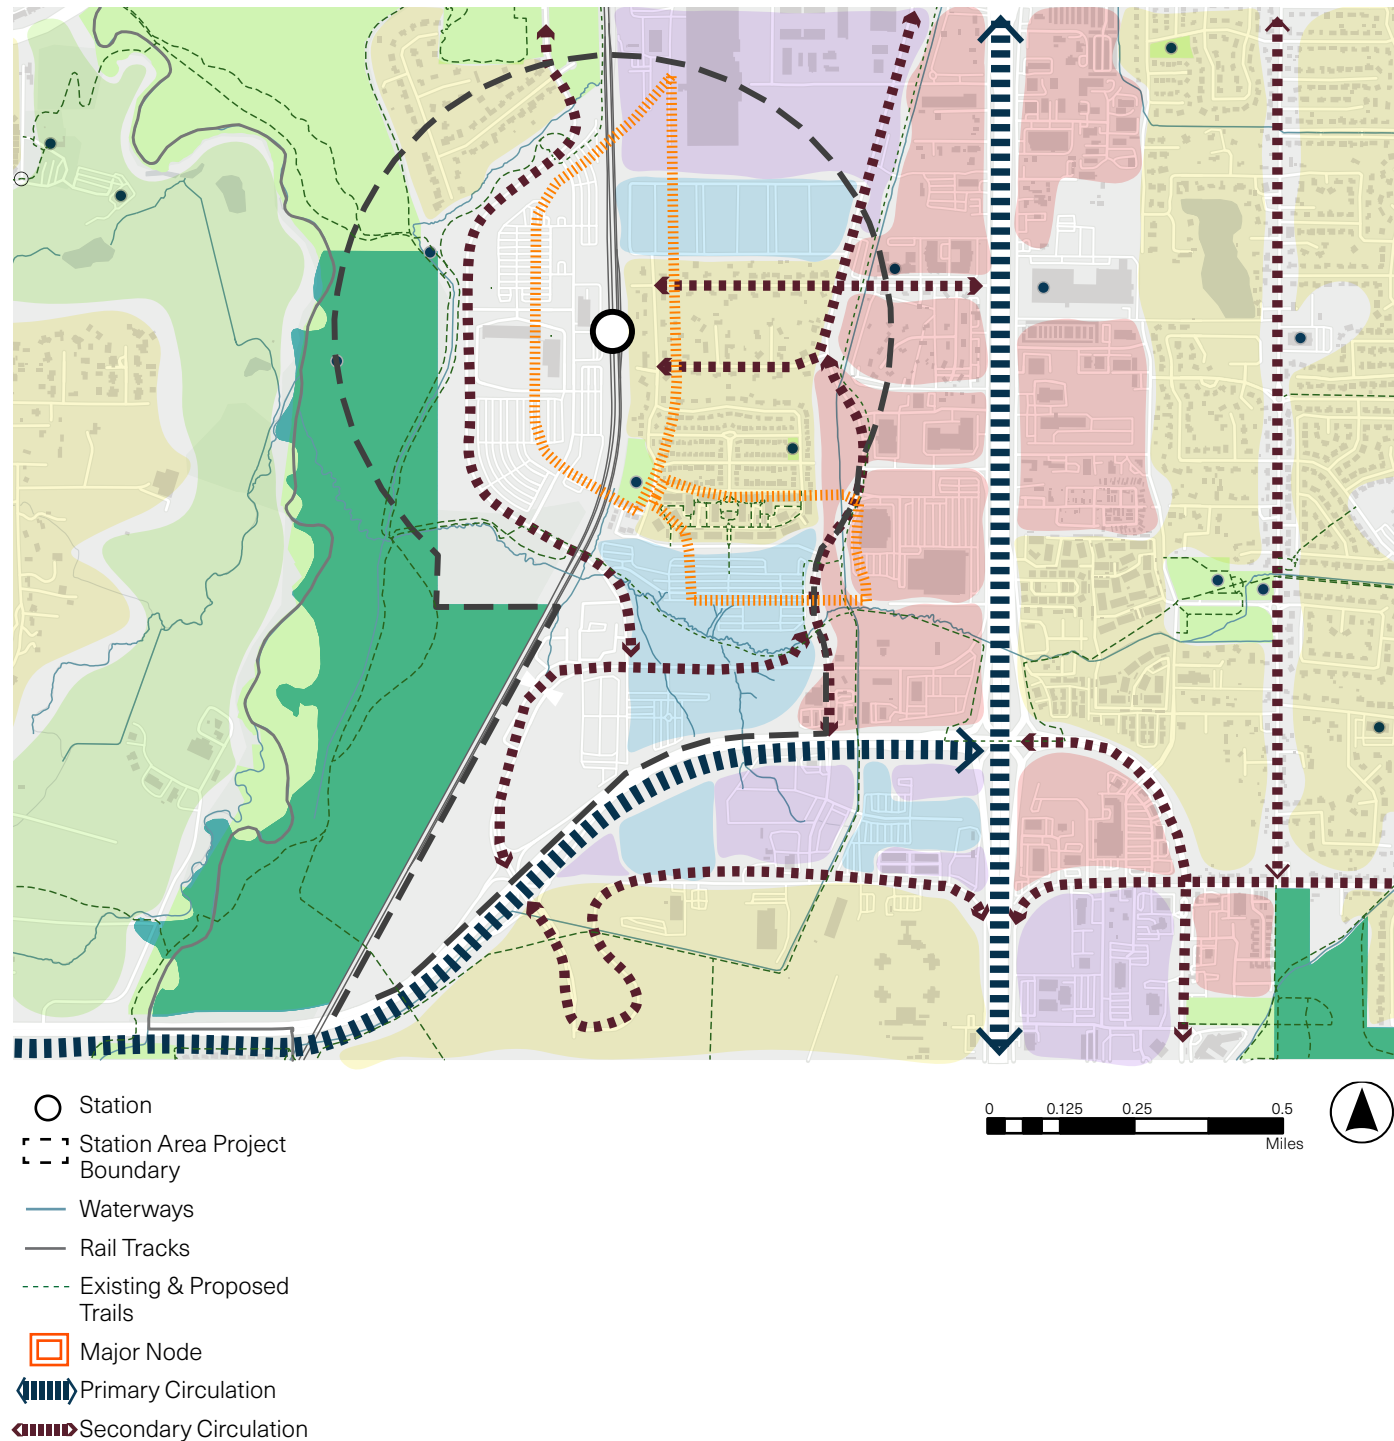 Station
Station Area Project
Boundary
Waterways
Rail Tracks
Existing & Proposed
Trails
Major Node
Primary Circulation
Secondary Circulation
0 0.125 0.25 0.5
Miles